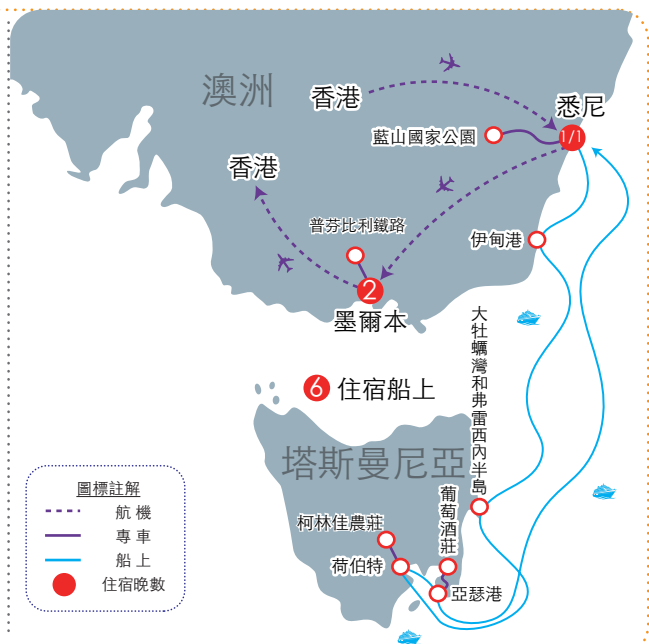 澳洲
香港
悉尼
1/1
藍山國家公園
香港
普芬比利鐵路
伊甸港
2
墨爾本
大牡蠣灣和弗雷西內半島
6 住宿船上
塔斯曼尼亞
葡萄酒莊
柯林佳農莊
荷伯特
亞瑟港
圖標註解
航機
專車
船上
住宿晚數